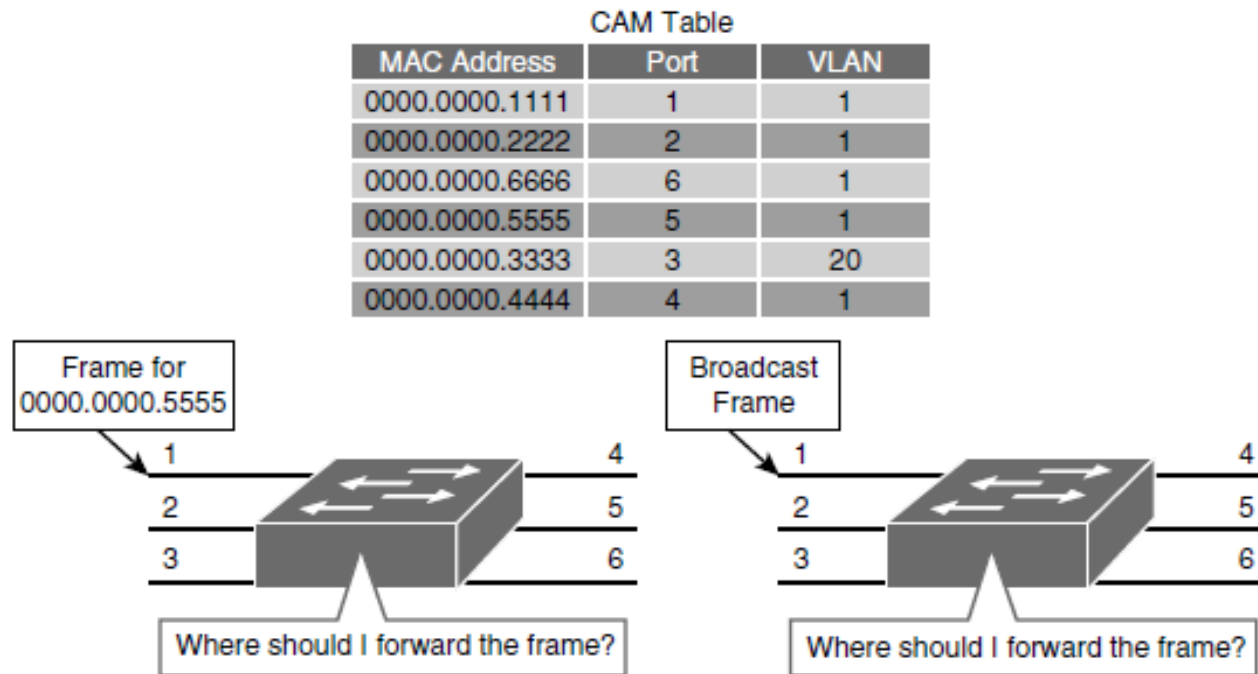 CAM Table
MAC Address Port VLAN
0000.0000.1111 1 1
0000.0000.2222 2 1
0000.0000.6666 6 1
0000.0000.5555 5 1
0000.0000.3333 3 20
0000.0000.4444 4 1
Frame for
0000.0000.5555
1
2
3
4
5
6
Where should I forward the frame?
Broadcast
Frame
1
2
3
4
5
6
Where should I forward the frame?